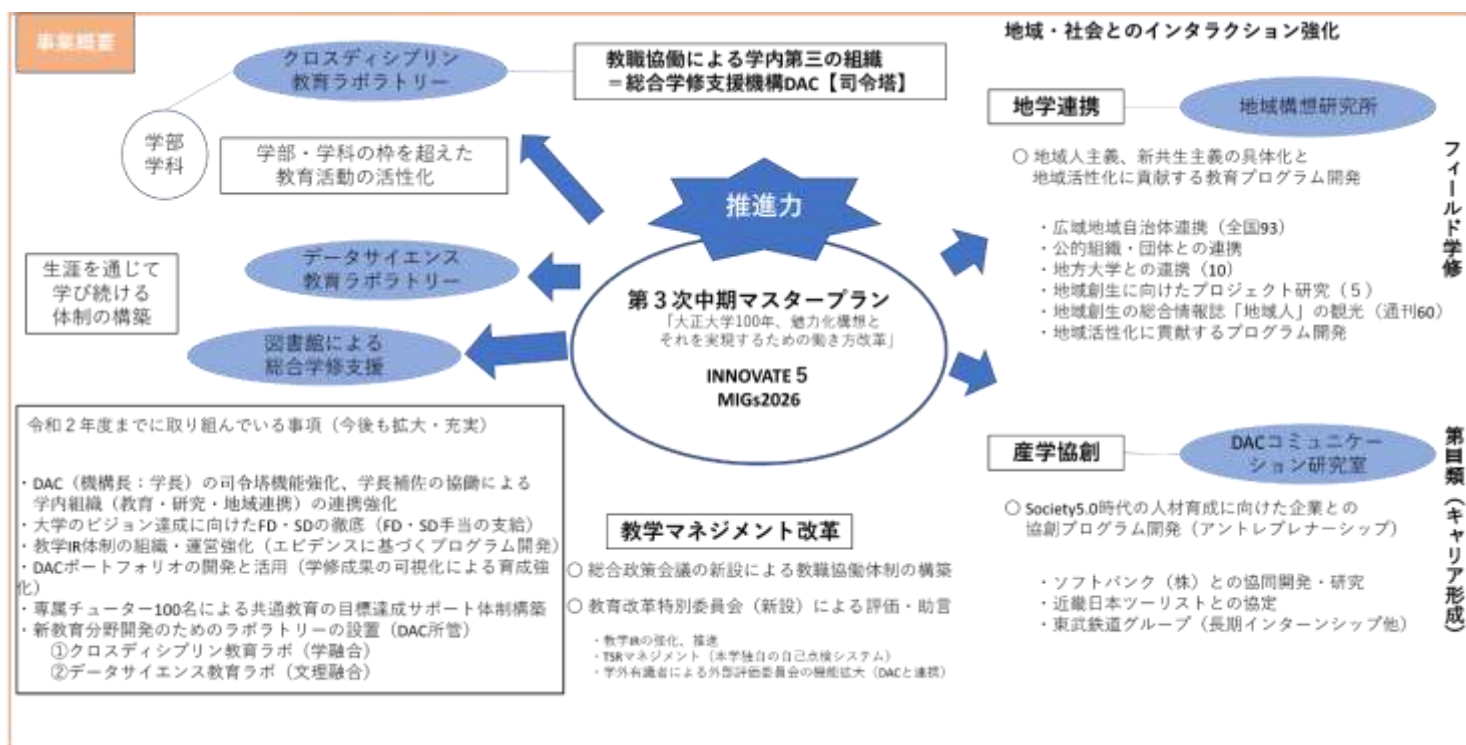 事業概要
クロスディシプリン
教育ラボラトリー
教職協働による学内第三の組織
＝総合学修支援機構DAC【司令塔】
学部
学科
学部・学科の枠を超えた
教育活動の活性化
データサイエンス
教育ラボラトリー
生涯を通じて
学び続ける
体制の構築
図書館による
総合学修支援
推進力
第３次中期マスタープラン
「大正大学100年、魅力化構想と
それを実現するための働き方改革」
INNOVATE 5
MIGs2026
地域・社会とのインタラクション強化
地学連携
地域構想研究所
〇 地域人主義、新共生主義の具体化と
地域活性化に貢献する教育プログラム開発
・広域地域自治体連携（全国93）
・公的組織・団体との連携
・地方大学との連携（10）
・地域創生に向けたプロジェクト研究（５）
・地域創生の総合情報誌「地域人」の観光（通刊60）
・地域活性化に貢献するプログラム開発
フィールド学修
産学協創
DACコミュニケー
ション研究室
〇 Society5.0時代の人材育成に向けた企業との
協創プログラム開発（アントレプレナーシップ）
・ソフトバンク（株）との協同開発・研究
・近畿日本ツーリストとの協定
・東武鉄道グループ（長期インターンシップ他）
第Ⅱ類（キャリア形成）
令和２年度までに取り組んでいる事項（今後も拡大・充実）
・DAC（機構長：学長）の司令塔機能強化、学長補佐の協働による
学内組織（教育・研究・地域連携）の連携強化
・大学のビジョン達成に向けたFD・SDの徹底（FD・SD手当の支給）
・教学IR体制の組織・運営強化（エビデンスに基づくプログラム開発）
・DACポートフォリオの開発と活用（学修成果の可視化による育成強
化）
・専属チューター100名による共通教育の目標達成サポート体制構築
・新教育分野開発のためのラボラトリーの設置（DAC所管）
①クロスディシプリン教育ラボ（学融合）
②データサイエンス教育ラボ（文理融合）
教学マネジメント改革
〇 総合政策会議の新設による教職協働体制の構築
〇 教育改革特別委員会（新設）による評価・助言
・教学IRの強化、推進
・TSRマネジメント（本学独自の自己点検システム）
・学外有識者による外部評価委員会の機能拡大（DACと連携）